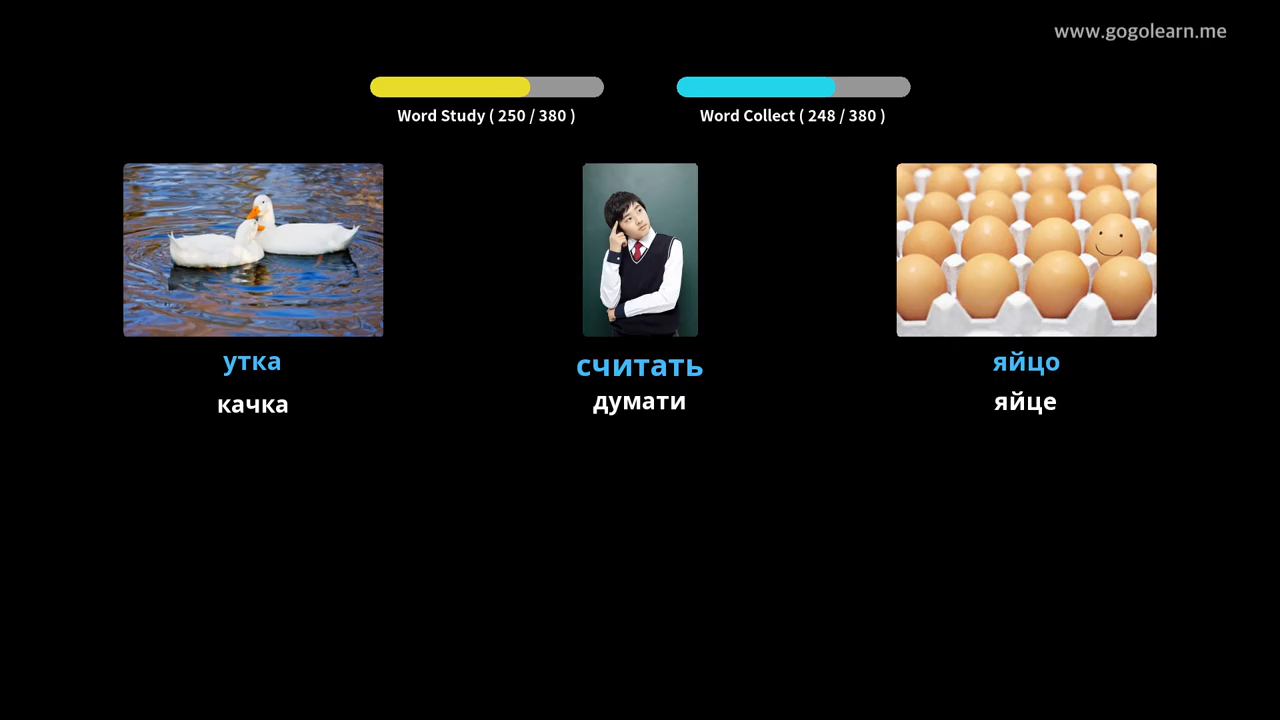 www.gogolearn.me
Word Study ( 250 / 380 )
Word Collect ( 248 / 380 )
утка
считать
яйцо
качка
думати
яйце